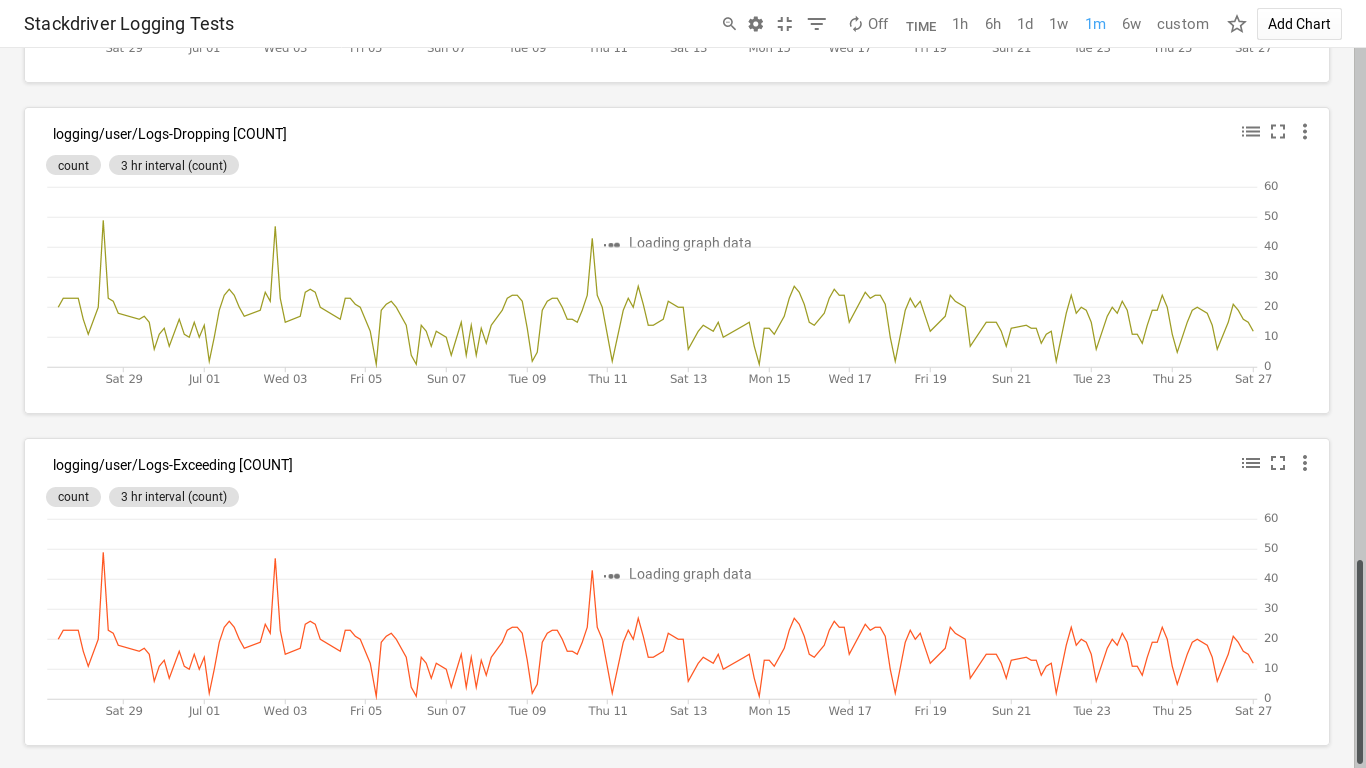 Stackdriver Logging Tests
Off TIME 1h 6h 1d 1w 1m 6w custom Add Chart
Sat 29 Jul 01 Wed 03 Fri 05 Sun 07 Tue 09 Thu 11 Sat 13 Mon 15 Wed 17 Fri 19 Sun 21 Tue 23 Thu 25 Sat 27
logging/user/Logs-Dropping [COUNT]
count 3 hr interval (count)
60
50
Loading graph data
40
30
20
10
0
Sat 29 Jul 01 Wed 03 Fri 05 Sun 07 Tue 09 Thu 11 Sat 13 Mon 15 Wed 17 Fri 19 Sun 21 Tue 23 Thu 25 Sat 27
logging/user/Logs-Exceeding [COUNT]
count 3 hr interval (count)
60
50
Loading graph data
40
30
20
10
0
Sat 29 Jul 01 Wed 03 Fri 05 Sun 07 Tue 09 Thu 11 Sat 13 Mon 15 Wed 17 Fri 19 Sun 21 Tue 23 Thu 25 Sat 27